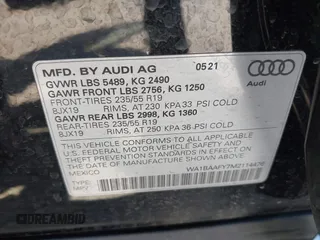 MFD. BY AUDI AG 05.21
GVWR LBS 5489, KG 2490
GAWR FRONT LBS 2756, KG 1250
FRONT-TIRES 235/55 R19
8JX19 RIMS, AT 230 KPA 33 PSI COLD
Audi
GAWR REAR LBS 2998, KG 1360
REAR-TIRES 235/55 R19
8JX19 RIMS, AT 250 KPA 36 PSI COLD
THIS VEHICLE CONFORMS TO ALL
APPLICABLE FEDERAL MOTOR VEHICLE
SAFETY AND THEFT PREVENTION
STANDARDS IN EFFECT ON THE DATE
OF MANUFACTURE SHOWN ABOVE.
TYPE: MPV
MEXICO